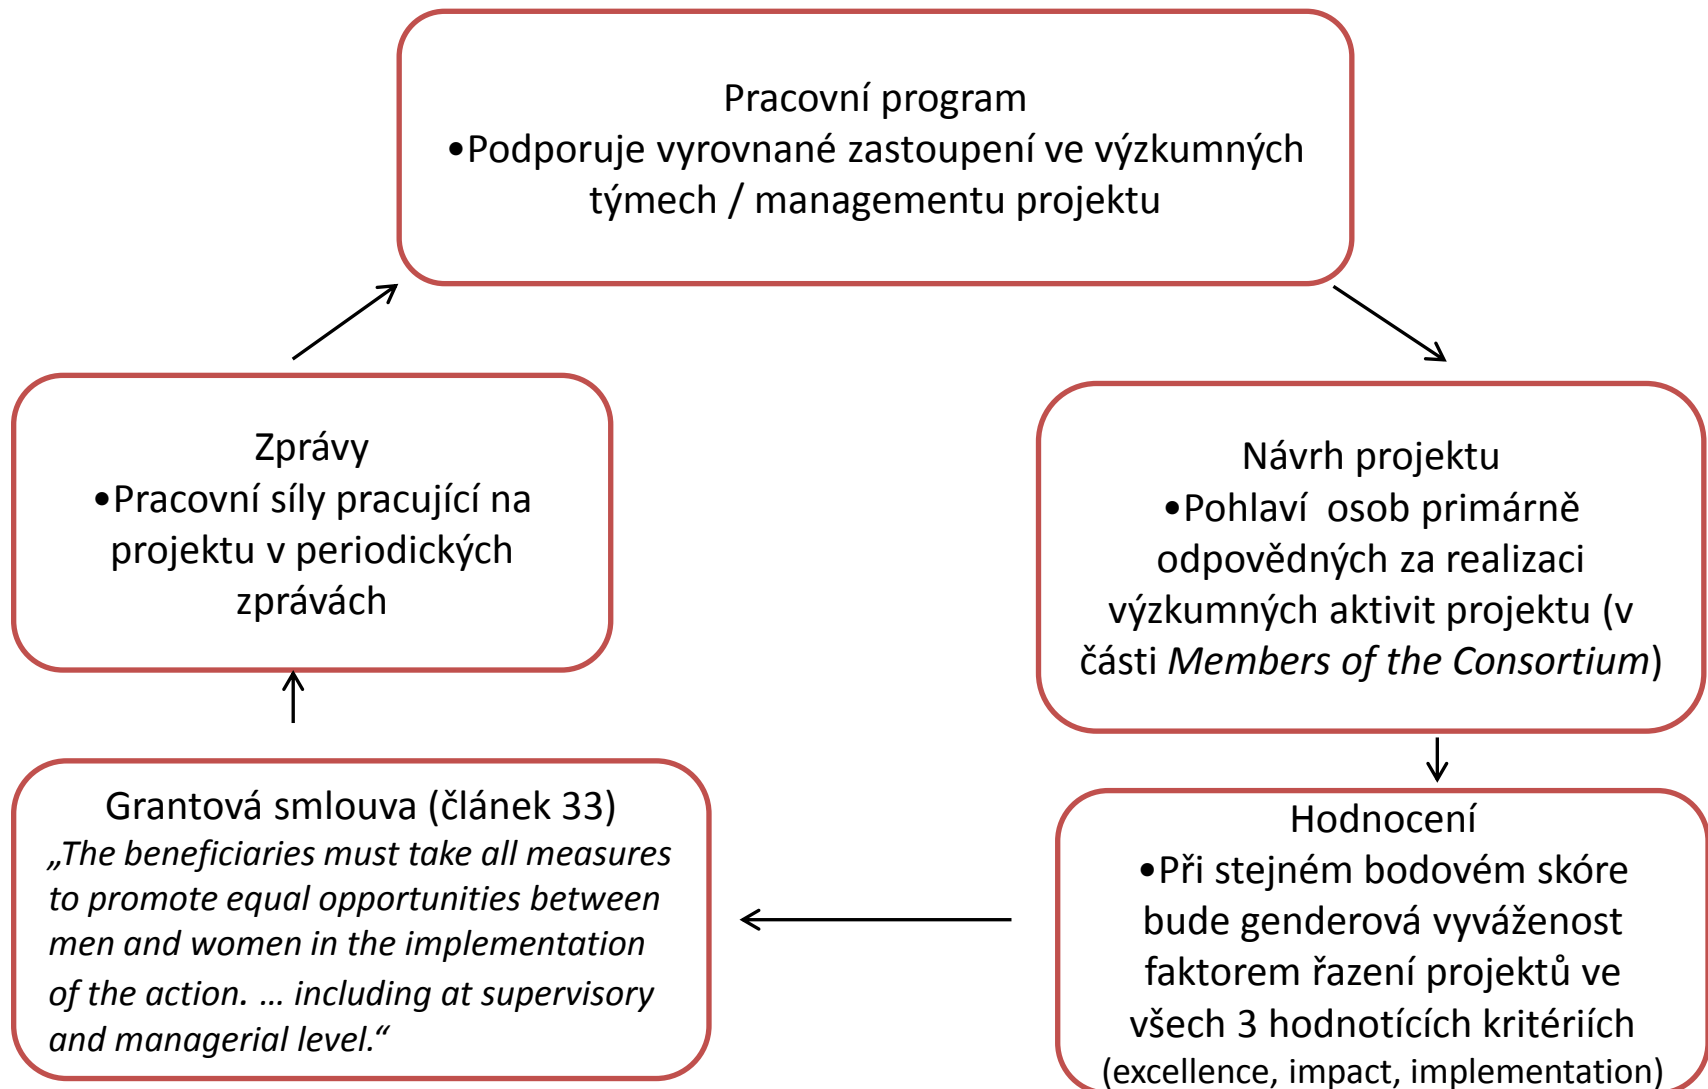 Pracovní program
•Podporuje vyrovnané zastoupení ve výzkumných
týmech / managementu projektu
Návrh projektu
•Pohlaví osob primárně
odpovědných za realizaci
výzkumných aktivit projektu (v
části Members of the Consortium)
Hodnocení
•Při stejném bodovém skóre
bude genderová vyváženost
faktorem řazení projektů ve
všech 3 hodnotících kritériích
(excellence, impact, implementation)
Grantová smlouva (článek 33)
„The beneficiaries must take all measures
to promote equal opportunities between
men and women in the implementation
of the action. … including at supervisory
and managerial level.“
Zprávy
•Pracovní síly pracující na
projektu v periodických
zprávách